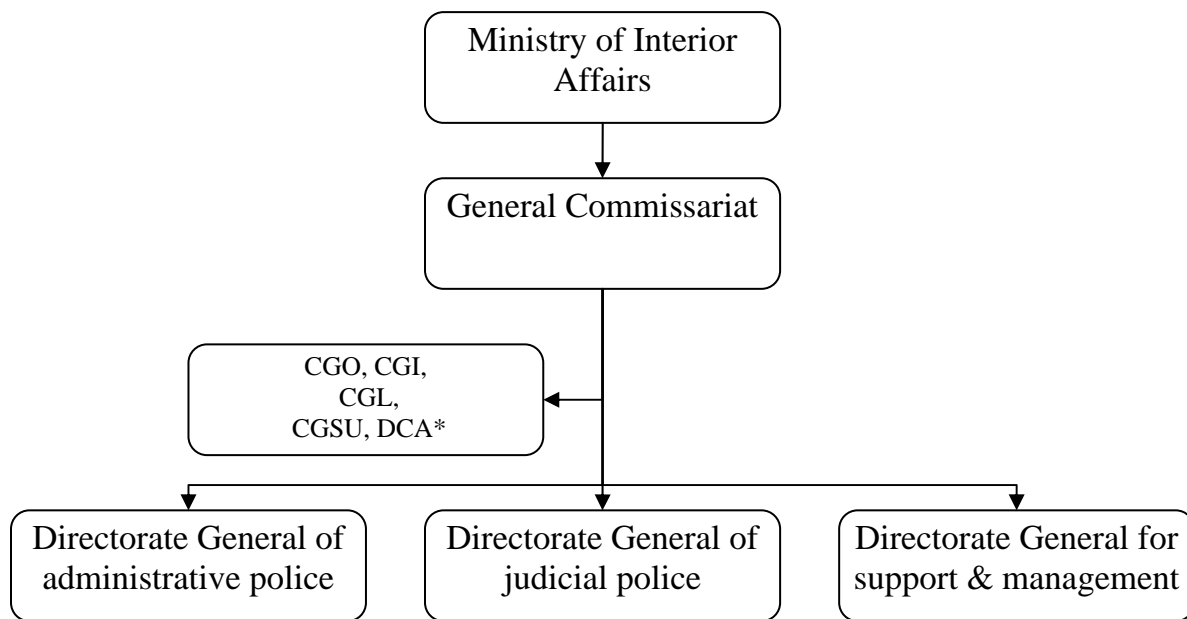 Ministry of Interior
Affairs
General Commissariat
CGO, CGI,
CGL,
CGSU, DCA*
Directorate General of
administrative police
Directorate General of
judicial police
Directorate General for
support & management